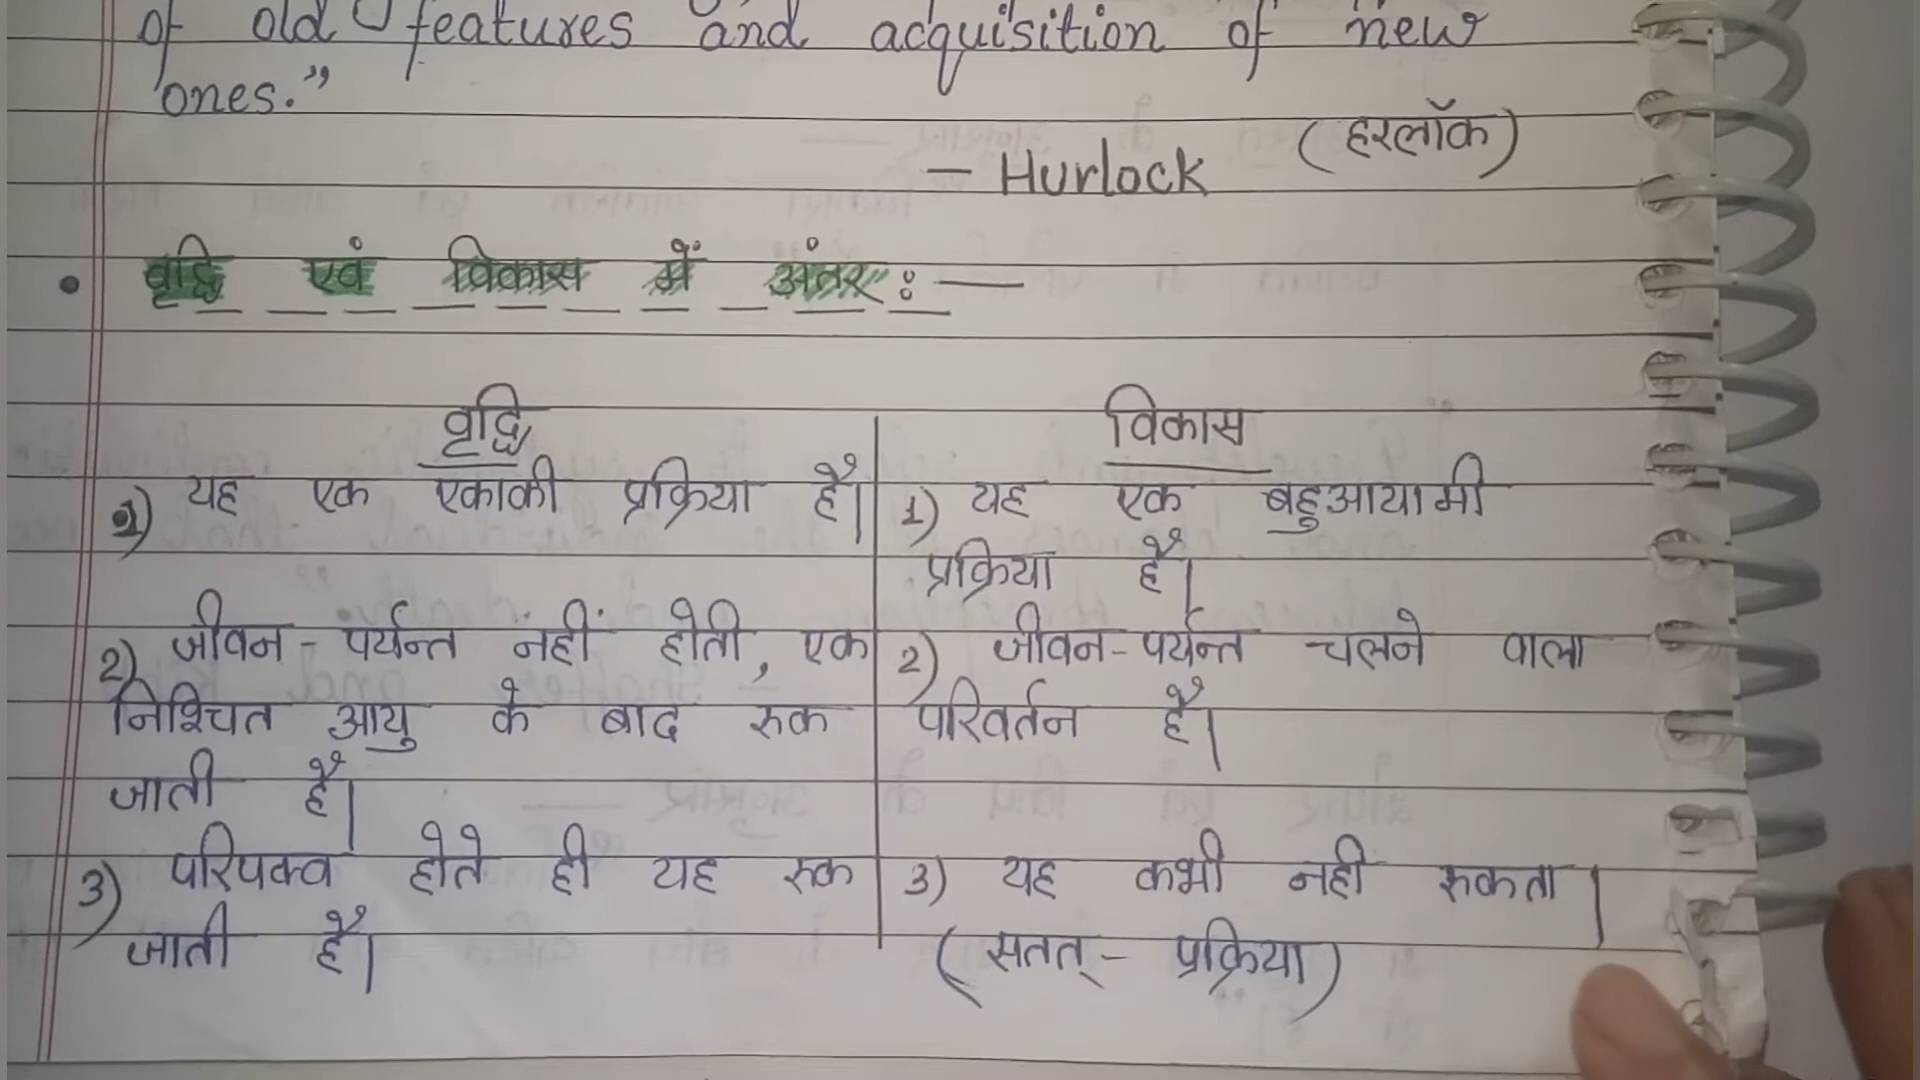 of old features and acquisition of new
ones."
(हरलॉक)
— Hurlock
• वृद्धि एवं विकास में अंतर :—
वृद्धि
1) यह एक एकाकी प्रक्रिया है।
2) जीवन-पर्यन्त नहीं होती, एक
निश्चित आयु के बाद रुक
जाती है।
3) परिपक्व होते ही यह रुक
जाती है।
विकास
1) यह एक बहुआयामी
प्रक्रिया है।
2) जीवन-पर्यन्त चलने वाला
परिवर्तन है।
3) यह कभी नही रुकता।
(सतत्- प्रक्रिया)